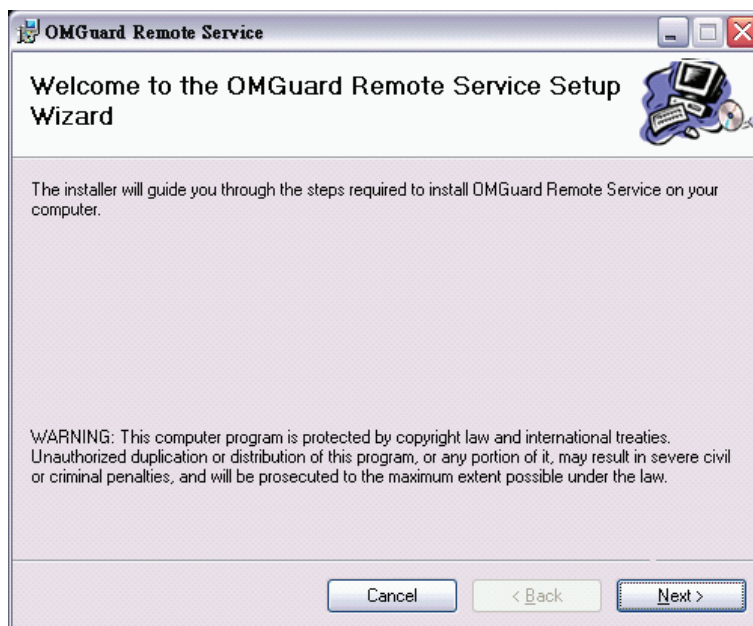 OMGuard Remote Service
Welcome to the OMGuard Remote Service Setup
Wizard
The installer will guide you through the steps required to install OMGuard Remote Service on your
computer.
WARNING: This computer program is protected by copyright law and international treaties.
Unauthorized duplication or distribution of this program, or any portion of it, may result in severe civil
or criminal penalties, and will be prosecuted to the maximum extent possible under the law.
Cancel
< Back
Next >